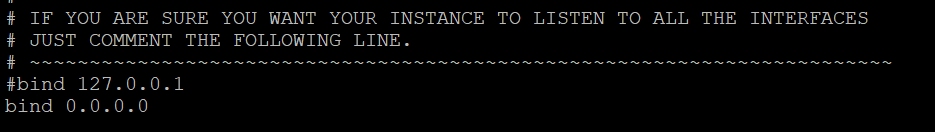 # IF YOU ARE SURE YOU WANT YOUR INSTANCE TO LISTEN TO ALL THE INTERFACES
# JUST COMMENT THE FOLLOWING LINE.
# ~~~~~~~~~~~~~~~~~~~~~~~~~~~~~~~~~~~~~~~~~~~~~~~~~~~~~~~~~~~~~~~~~~~~~~~~
#bind 127.0.0.1
bind 0.0.0.0